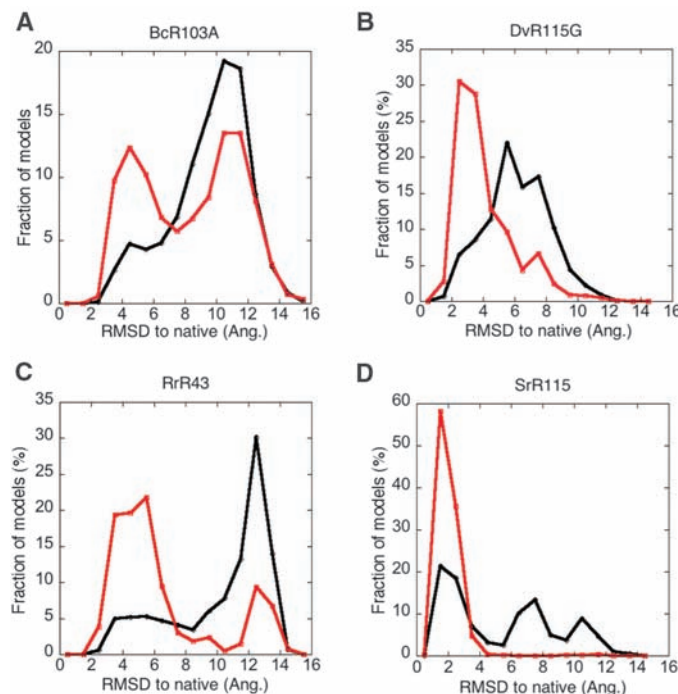 A
BcR103A
Fraction of models
20
15
10
5
0
0 2 4 6 8 10 12 14 16
RMSD to native (Ang.)
B
DvR115G
Fraction of models (%)
35
30
25
20
15
10
5
0
0 2 4 6 8 10 12 14 16
RMSD to native (Ang.)
C
RrR43
Fraction of models (%)
35
30
25
20
15
10
5
0
0 2 4 6 8 10 12 14 16
RMSD to native (Ang.)
D
SrR115
Fraction of models (%)
60
50
40
30
20
10
0
0 2 4 6 8 10 12 14 16
RMSD to native (Ang.)